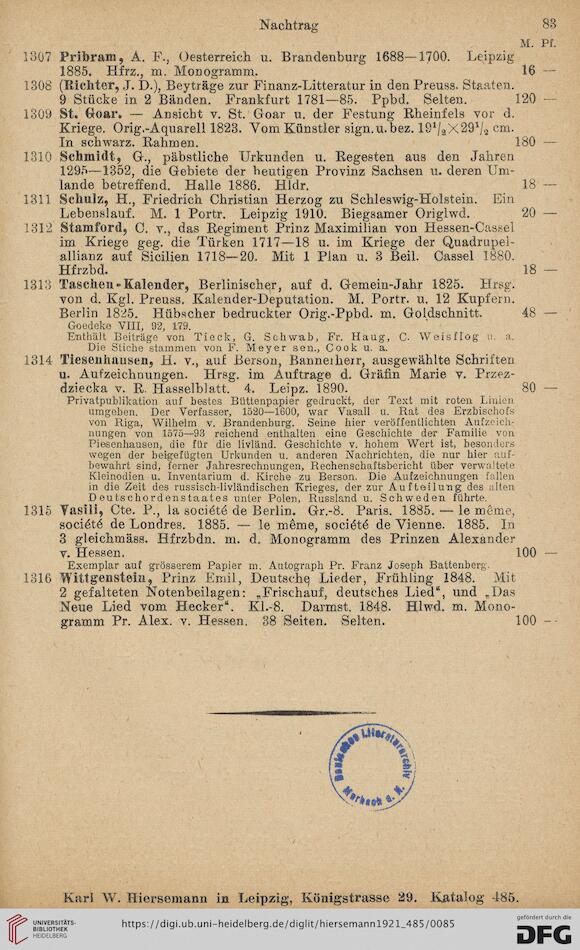 Nachtrag 83
M. Pf.
1307 Pribram, A. F., Oesterreich u. Brandenburg 1688—1700. Leipzig
1885. Hfrz., m. Monogramm. 16 —
1308 (Richter, J. D.), Beyträge zur Finanz-Litteratur in den Preuss. Staaten.
9 Stücke in 2 Bänden. Frankfurt 1781—85. Ppbd. Selten. 120 —
1309 St. Goar. — Ansicht v. St. Goar u. der Festung Rheinfels vor d.
Kriege. Orig.-Aquarell 1823. Vom Künstler sign. u. bez. 19¹/₂×29¹/₂ cm.
In schwarz. Rahmen. 180 —
1310 Schmidt, G., päbstliche Urkunden u. Regesten aus den Jahren
1295—1352, die Gebiete der heutigen Provinz Sachsen u. deren Um-
lande betreffend. Halle 1886. Hldr. 18 —
1311 Schulz, H., Friedrich Christian Herzog zu Schleswig-Holstein. Ein
Lebenslauf. M. 1 Portr. Leipzig 1910. Biegsamer Origlwd. 20 —
1312 Stamford, C. v., das Regiment Prinz Maximilian von Hessen-Cassel
im Kriege geg. die Türken 1717—18 u. im Kriege der Quadrupel-
allianz auf Sicilien 1718—20. Mit 1 Plan u. 3 Beil. Cassel 1880.
Hfrzbd. 18 —
1313 Taschen-Kalender, Berlinischer, auf d. Gemein-Jahr 1825. Hrsg.
von d. Kgl. Preuss. Kalender-Deputation. M. Portr. u. 12 Kupfern.
Berlin 1825. Hübscher bedruckter Orig.-Ppbd. m. Goldschnitt. 48 —
Goedeke VIII, 92, 179.
Enthält Beiträge von Tieck, G. Schwab, Fr. Haug, C. Weisflog u. a.
Die Stiche stammen von F. Meyer sen., Cook u. a.
1314 Tiesenhausen, H. v., auf Berson, Bannerherr, ausgewählte Schriften
u. Aufzeichnungen. Hrsg. im Auftrage d. Gräfin Marie v. Przez-
dziecka v. R. Hasselblatt. 4. Leipz. 1890. 80 —
Privatpublikation auf bestes Büttenpapier gedruckt, der Text mit roten Linien
umgeben. Der Verfasser, 1520—1600, war Vasall u. Rat des Erzbischofs
von Riga, Wilhelm v. Brandenburg. Seine hier veröffentlichten Aufzeich-
nungen von 1575—93 reichend enthalten eine Geschichte der Familie von
Piesenhausen, die für die livländ. Geschichte v. hohem Wert ist, besonders
wegen der beigefügten Urkunden u. anderen Nachrichten, die nur hier auf-
bewahrt sind, ferner Jahresrechnungen, Rechenschaftsbericht über verwaltete
Kleinodien u. Inventarium d. Kirche zu Berson. Die Aufzeichnungen fallen
in die Zeit des russisch-livländischen Krieges, der zur Aufteilung des alten
Deutschordenstaates unter Polen, Russland u. Schweden führte.
1315 Vasili, Cte. P., la société de Berlin. Gr.-8. Paris. 1885. — le même,
société de Londres. 1885. — le même, société de Vienne. 1885. In
3 gleichmäss. Hfrzbdn. m. d. Monogramm des Prinzen Alexander
v. Hessen. 100 —
Exemplar auf grösserem Papier m. Autograph Pr. Franz Joseph Battenberg.
1316 Wittgenstein, Prinz Emil, Deutsche Lieder, Frühling 1848. Mit
2 gefalteten Notenbeilagen: „Frischauf, deutsches Lied“, und „Das
Neue Lied vom Hecker“. Kl.-8. Darmst. 1848. Hlwd. m. Mono-
gramm Pr. Alex. v. Hessen. 38 Seiten. Selten. 100 —
Deutsches Literaturarchiv
Marbach a. N.
Karl W. Hiersemann in Leipzig, Königstrasse 29. Katalog 485.
UNIVERSITÄTS-
BIBLIOTHEK
HEIDELBERG
https://digi.ub.uni-heidelberg.de/diglit/hiersemann1921_485/0085
gefördert durch die
DFG